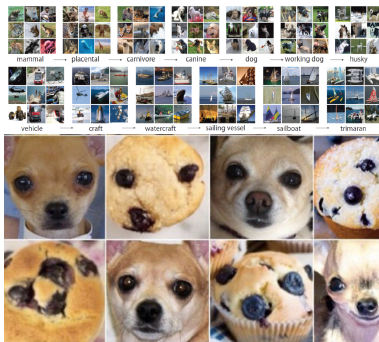 mammal → placental → carnivore → canine → dog → working dog → husky
vehicle → craft → watercraft → sailing vessel → sailboat → trimaran